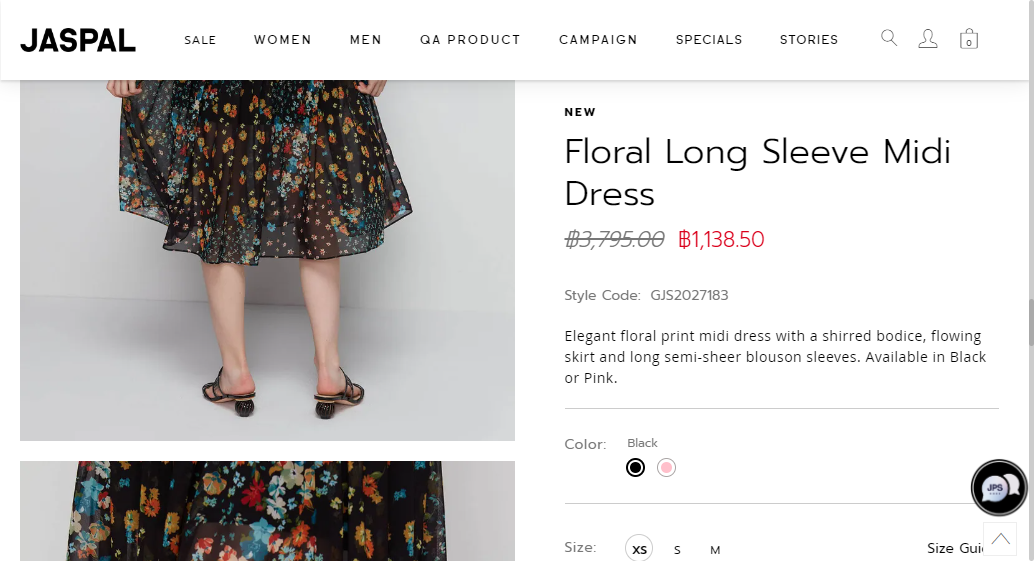 JASPAL
SALE WOMEN MEN QA PRODUCT CAMPAIGN SPECIALS STORIES
0
NEW
Floral Long Sleeve Midi
Dress
฿3,795.00 ฿1,138.50
Style Code: GJS2027183
Elegant floral print midi dress with a shirred bodice, flowing
skirt and long semi-sheer blouson sleeves. Available in Black
or Pink.
Color: Black
JPS
Size: XS S M Size Gui